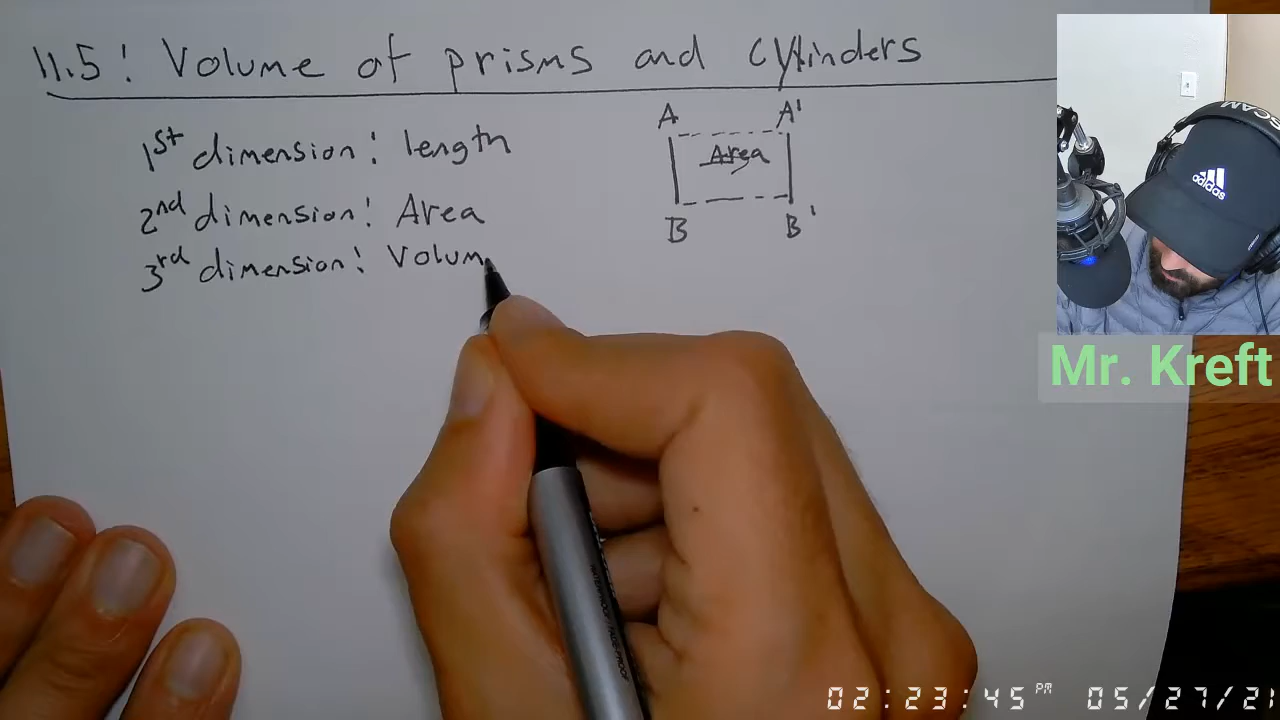 11.5: Volume of prisms and cylinders
1st dimension: length
2nd dimension: Area
3rd dimension: Volum
A A'
Area
B B'
adidas
Mr. Kreft
02:23:45 PM 05/27/21